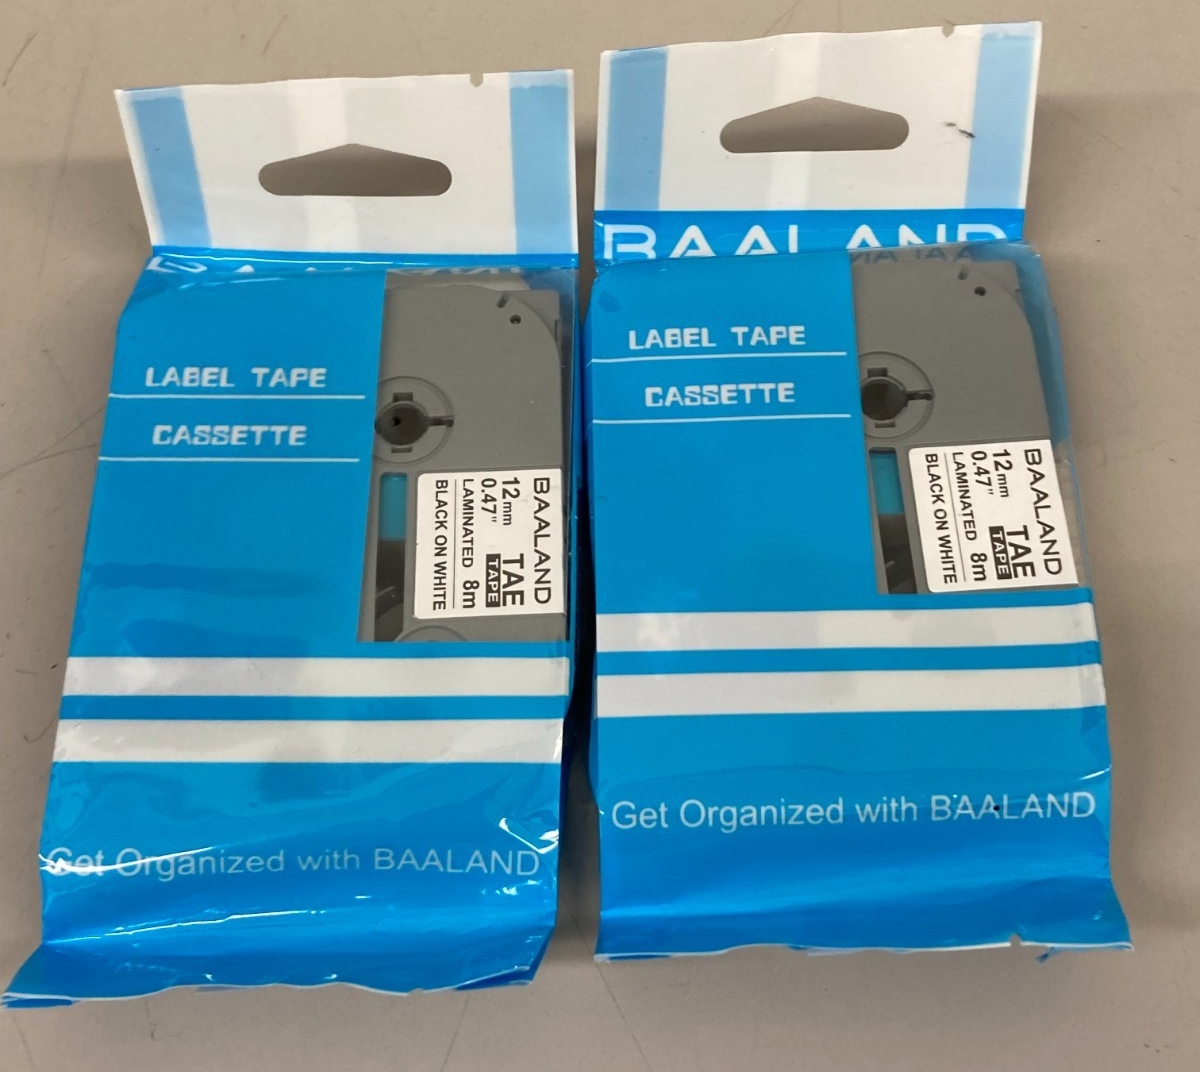 BAALAND
LABEL TAPE
CASSETTE
BAALAND
12mm TAE
0.47" TAPE
LAMINATED 8m
BLACK ON WHITE
Get Organized with BAALAND
BAALAND
LABEL TAPE
CASSETTE
BAALAND
12mm TAE
0.47" TAPE
LAMINATED 8m
BLACK ON WHITE
Get Organized with BAALAND